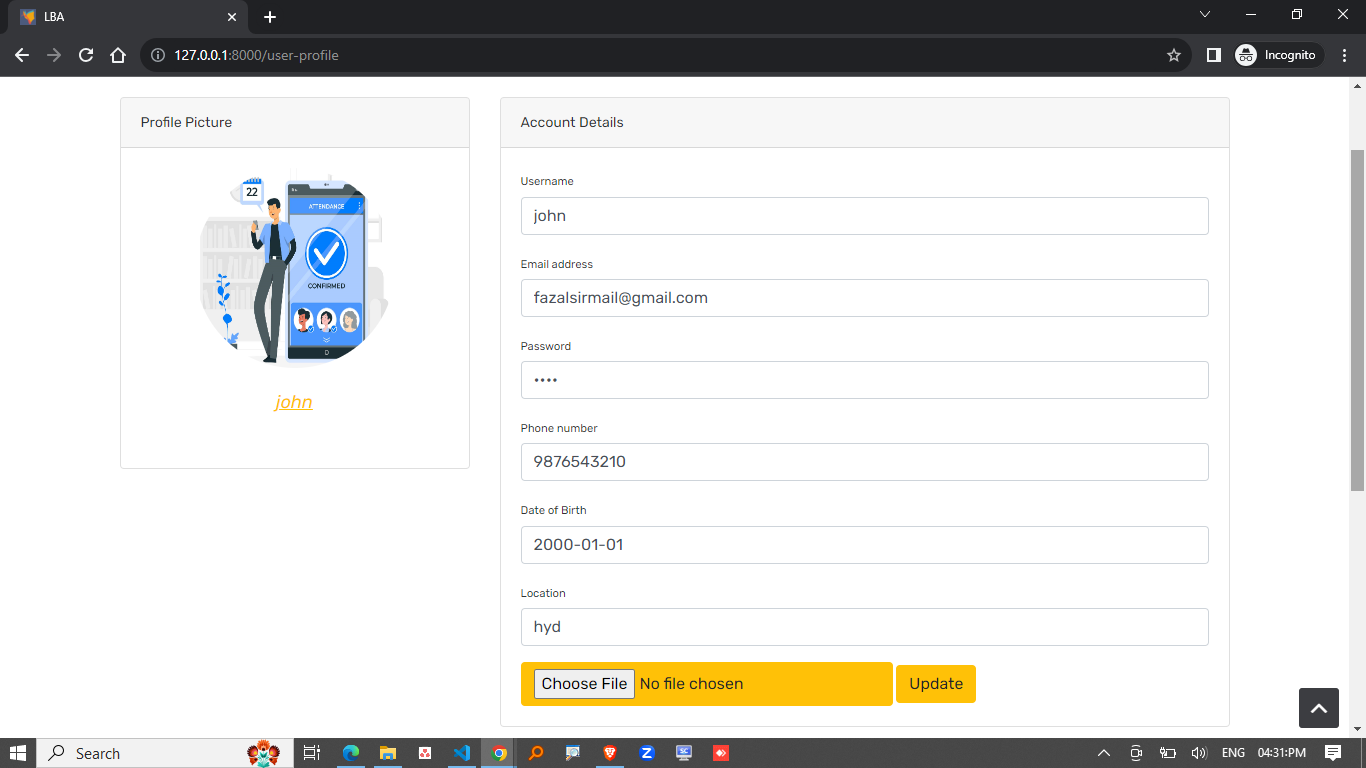 LBA
127.0.0.1:8000/user-profile
Incognito
Profile Picture
22
ATTENDANCE
CONFIRMED
john
Account Details
Username
john
Email address
fazalsirmail@gmail.com
Password
••••
Phone number
9876543210
Date of Birth
2000-01-01
Location
hyd
Choose File No file chosen
Update
Search
ENG
04:31:PM